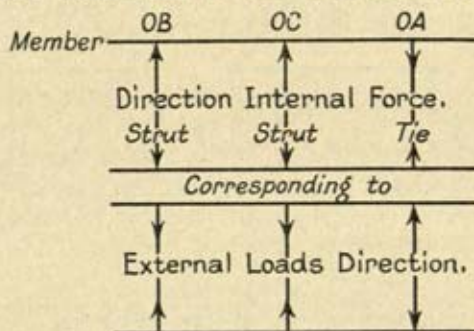 OB OC OA
Member
Direction Internal Force.
Strut Strut Tie
Corresponding to
External Loads Direction.